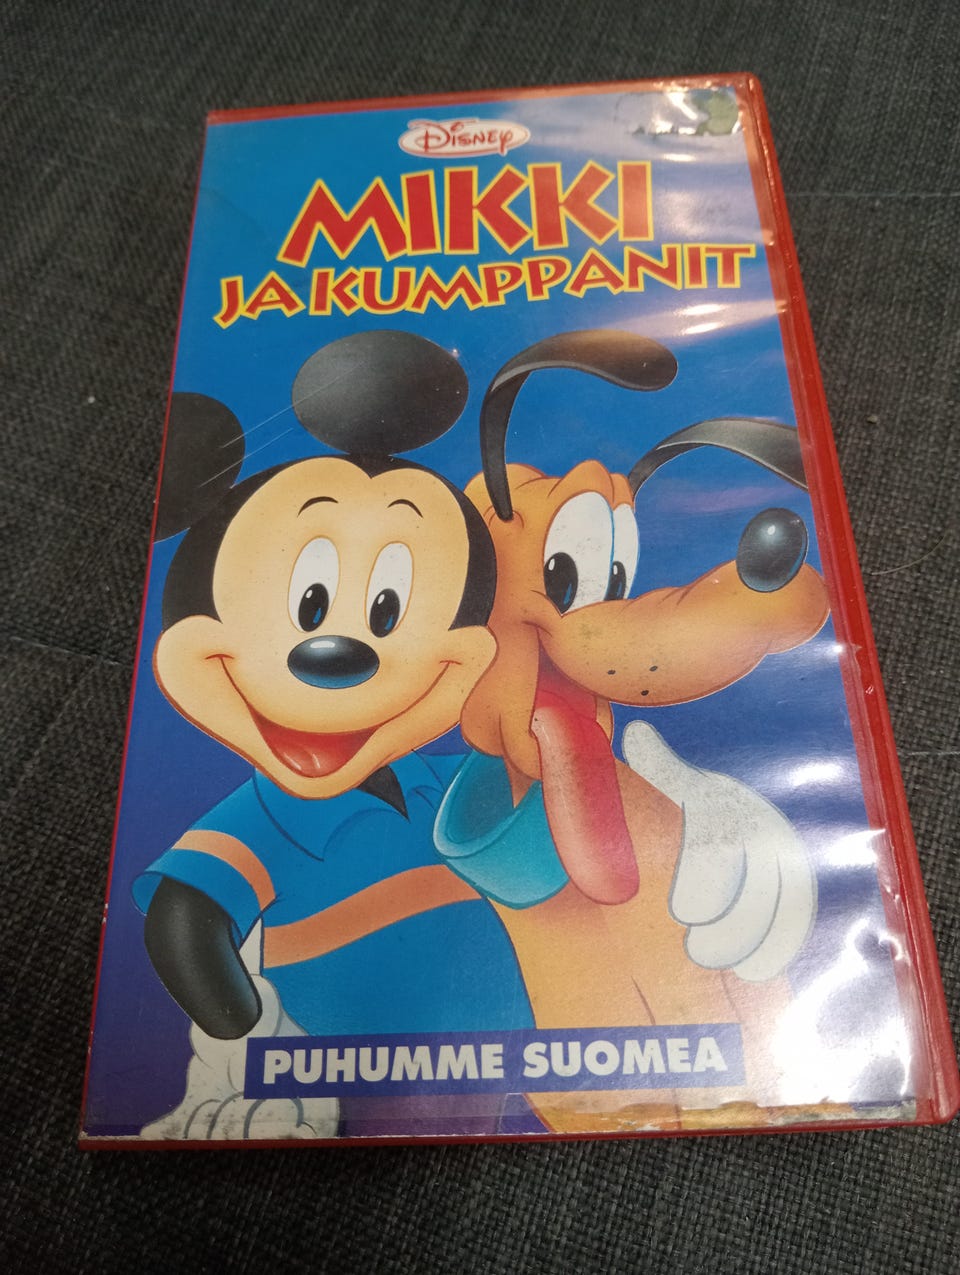 Disney
MIKKI
JA KUMPPANIT
PUHUMME SUOMEA